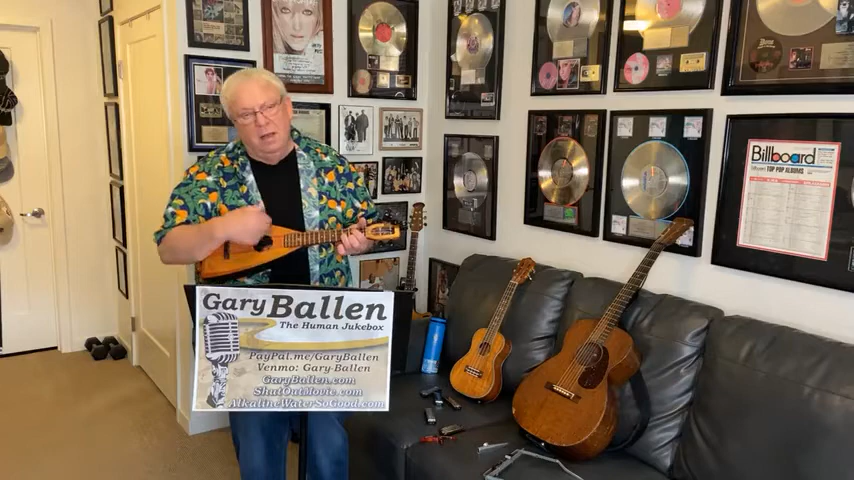 Billboard
TOP POP ALBUMS
Gary Ballen
The Human Jukebox
PayPal.me/GaryBallen
Venmo: Gary-Ballen
GaryBallen.com
ShutOutMovie.com
AlkalineWaterSoGood.com